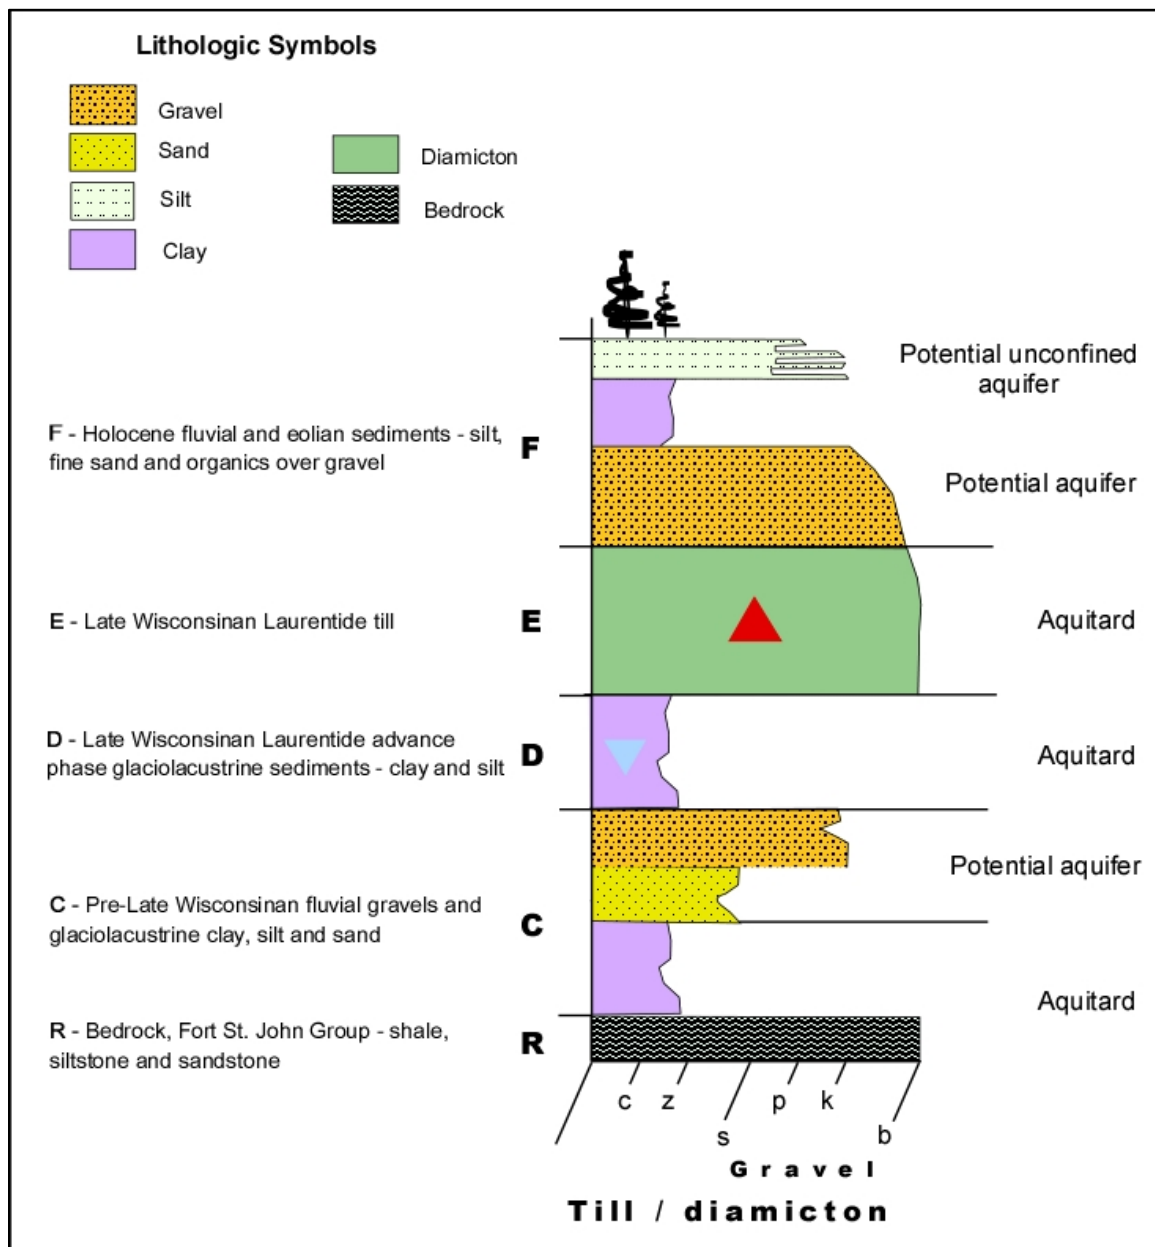 Lithologic Symbols
Gravel
Sand
Silt
Clay
Diamicton
Bedrock
Potential unconfined
aquifer
F - Holocene fluvial and eolian sediments - silt,
fine sand and organics over gravel
F
Potential aquifer
E - Late Wisconsinan Laurentide till
E
Aquitard
D - Late Wisconsinan Laurentide advance
phase glaciolacustrine sediments - clay and silt
D
Aquitard
Potential aquifer
C - Pre-Late Wisconsinan fluvial gravels and
glaciolacustrine clay, silt and sand
C
Aquitard
R - Bedrock, Fort St. John Group - shale,
siltstone and sandstone
R
c z s p k b
Gravel
Till / diamicton